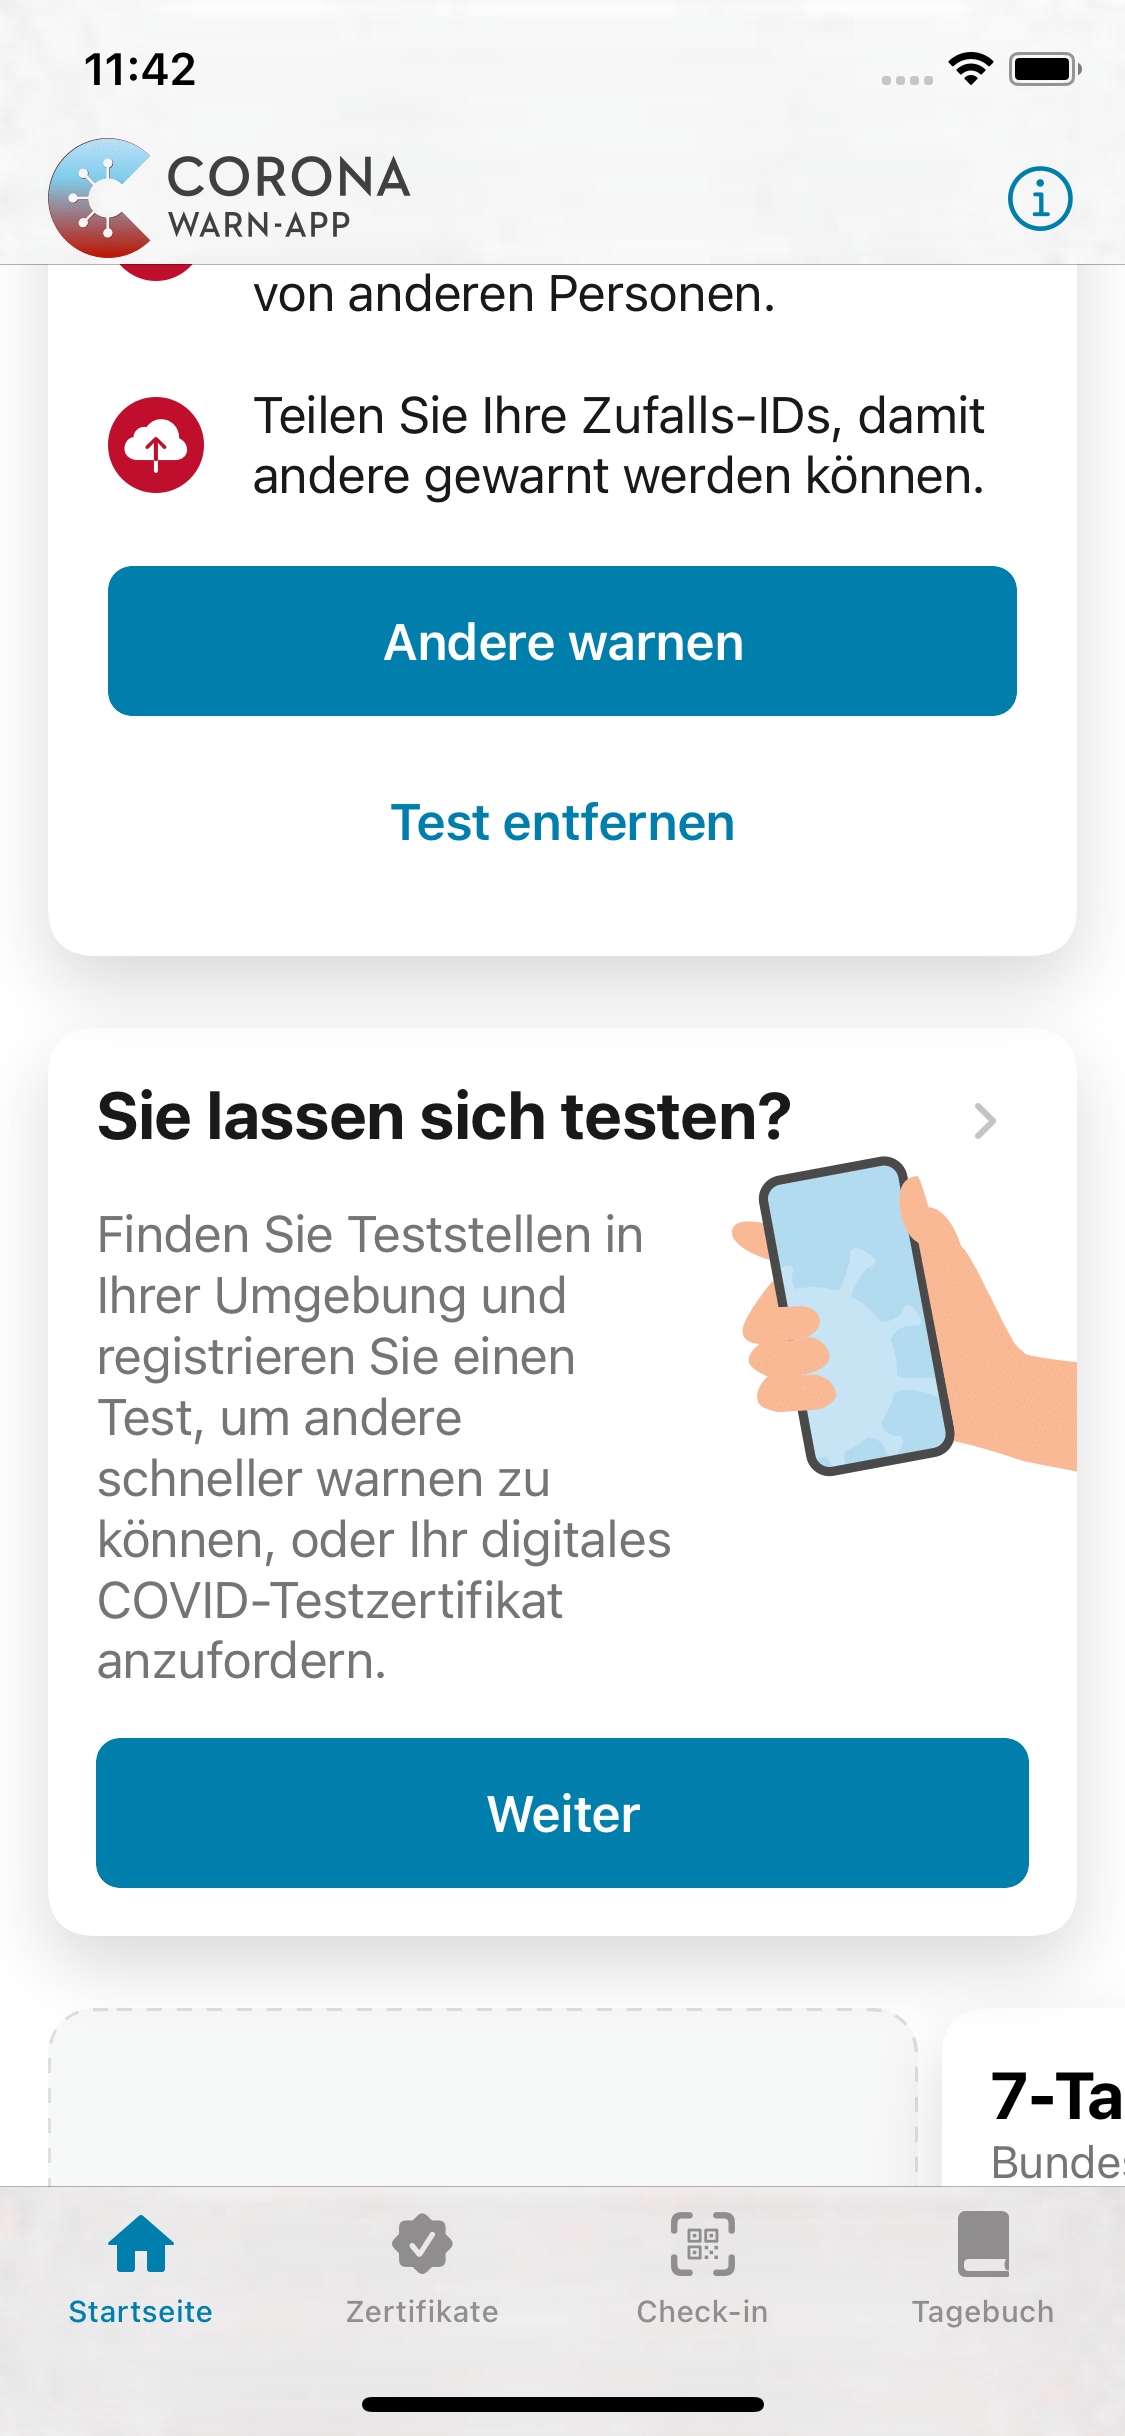 11:42
CORONA
WARN-APP
von anderen Personen.
Teilen Sie Ihre Zufalls-IDs, damit
andere gewarnt werden können.
Andere warnen
Test entfernen
Sie lassen sich testen?
Finden Sie Teststellen in
Ihrer Umgebung und
registrieren Sie einen
Test, um andere
schneller warnen zu
können, oder Ihr digitales
COVID-Testzertifikat
anzufordern.
Weiter
7-Ta
Bundes
Startseite
Zertifikate
Check-in
Tagebuch